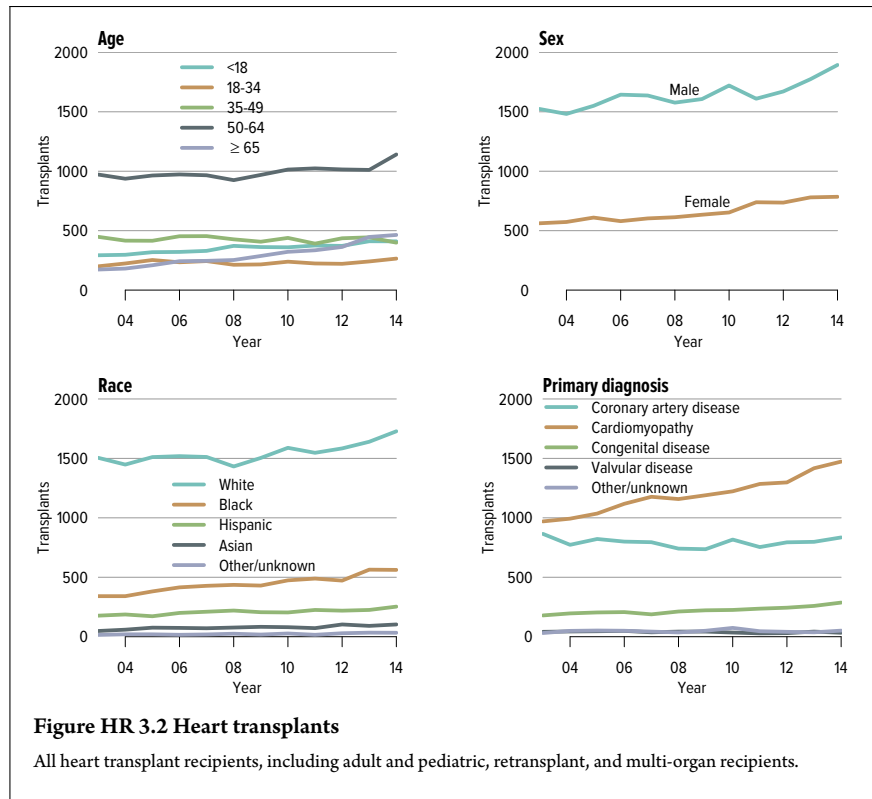 Age
2000
1500
1000
500
0
Transplants
<18
18-34
35-49
50-64
≥ 65
04 06 08 10 12 14
Year
Sex
2000
1500
1000
500
0
Transplants
Male
Female
04 06 08 10 12 14
Year
Race
2000
1500
1000
500
0
Transplants
White
Black
Hispanic
Asian
Other/unknown
04 06 08 10 12 14
Year
Primary diagnosis
2000
1500
1000
500
0
Transplants
Coronary artery disease
Cardiomyopathy
Congenital disease
Valvular disease
Other/unknown
04 06 08 10 12 14
Year
Figure HR 3.2 Heart transplants
All heart transplant recipients, including adult and pediatric, retransplant, and multi-organ recipients.